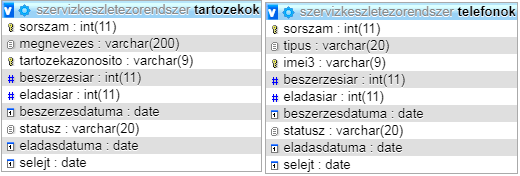 szervizkeszletezorendszer tartozekok
sorszam : int(11)
megnevezes : varchar(200)
tartozekazonosito : varchar(9)
beszerzesiar : int(11)
eladasiar : int(11)
beszerzesdatuma : date
statusz : varchar(20)
eladasdatuma : date
selejt : date
szervizkeszletezorendszer telefonok
sorszam : int(11)
tipus : varchar(20)
imei3 : varchar(9)
beszerzesiar : int(11)
eladasiar : int(11)
beszerzesdatuma : date
statusz : varchar(20)
eladasdatuma : date
selejt : date